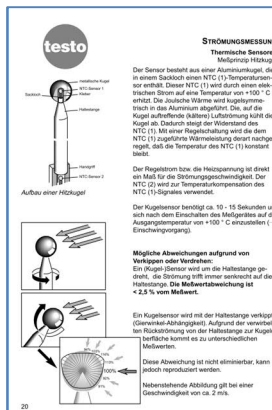 testo
STRÖMUNGSMESSUN
Thermische Sensore
Meßprinzip Hitzkug
Der Sensor besteht aus einer Aluminiumkugel, die
in einem Sackloch einen NTC (1)-Temperatursen-
sor enthält. Dieser NTC (1) wird durch einen elek-
trischen Strom auf eine Temperatur von +100 ° C
erhitzt. Die Joulsche Wärme wird kugelsymme-
trisch in das Aluminium abgeführt. Die, auf die
Kugel auftreffende (kältere) Luftströmung kühlt die
Kugel ab. Dadurch steigt der Widerstand des
NTC (1). Mit einer Regelschaltung wird die dem
NTC (1) zugeführte Wärmeleistung derart nachge
regelt, daß die Temperatur des NTC (1) konstant
bleibt.
metallische Kugel
NTC-Sensor 1
Sackloch
Kleber
Haltestange
Handgriff
NTC-Sensor 2
Aufbau einer Hitzkugel
Der Regelstrom bzw. die Heizspannung ist direkt
ein Maß für die Strömungsgeschwindigkeit. Der
NTC (2) wird zur Temperaturkompensation des
NTC (1)-Signales verwendet.
Der Kugelsensor benötigt ca. 10 - 15 Sekunden u
sich nach dem Einschalten des Meßgerätes auf d
Ausgangstemperatur von +100 ° C einzustellen (
Einschwingvorgang).
Mögliche Abweichungen aufgrund von
Verkippen oder Verdrehen:
Ein (Kugel-)Sensor wird um die Haltestange ge-
dreht, die Strömung trifft immer senkrecht auf die
Haltestange. Die Meßwertabweichung ist
< 2,5 % vom Meßwert.
Ein Kugelsensor wird mit der Haltestange verkipp
(Gierwinkel-Abhängigkeit). Aufgrund der verwirbel
ten Rückströmung von der Haltestange zur Kugelo
berfläche kommt es zu unterschiedlichen
Meßwerten.
100%
Diese Abweichung ist nicht eliminierbar, kann
jedoch reproduziert werden.
Nebenstehende Abbildung gilt bei einer
Geschwindigkeit von ca. 2 m/s.
20